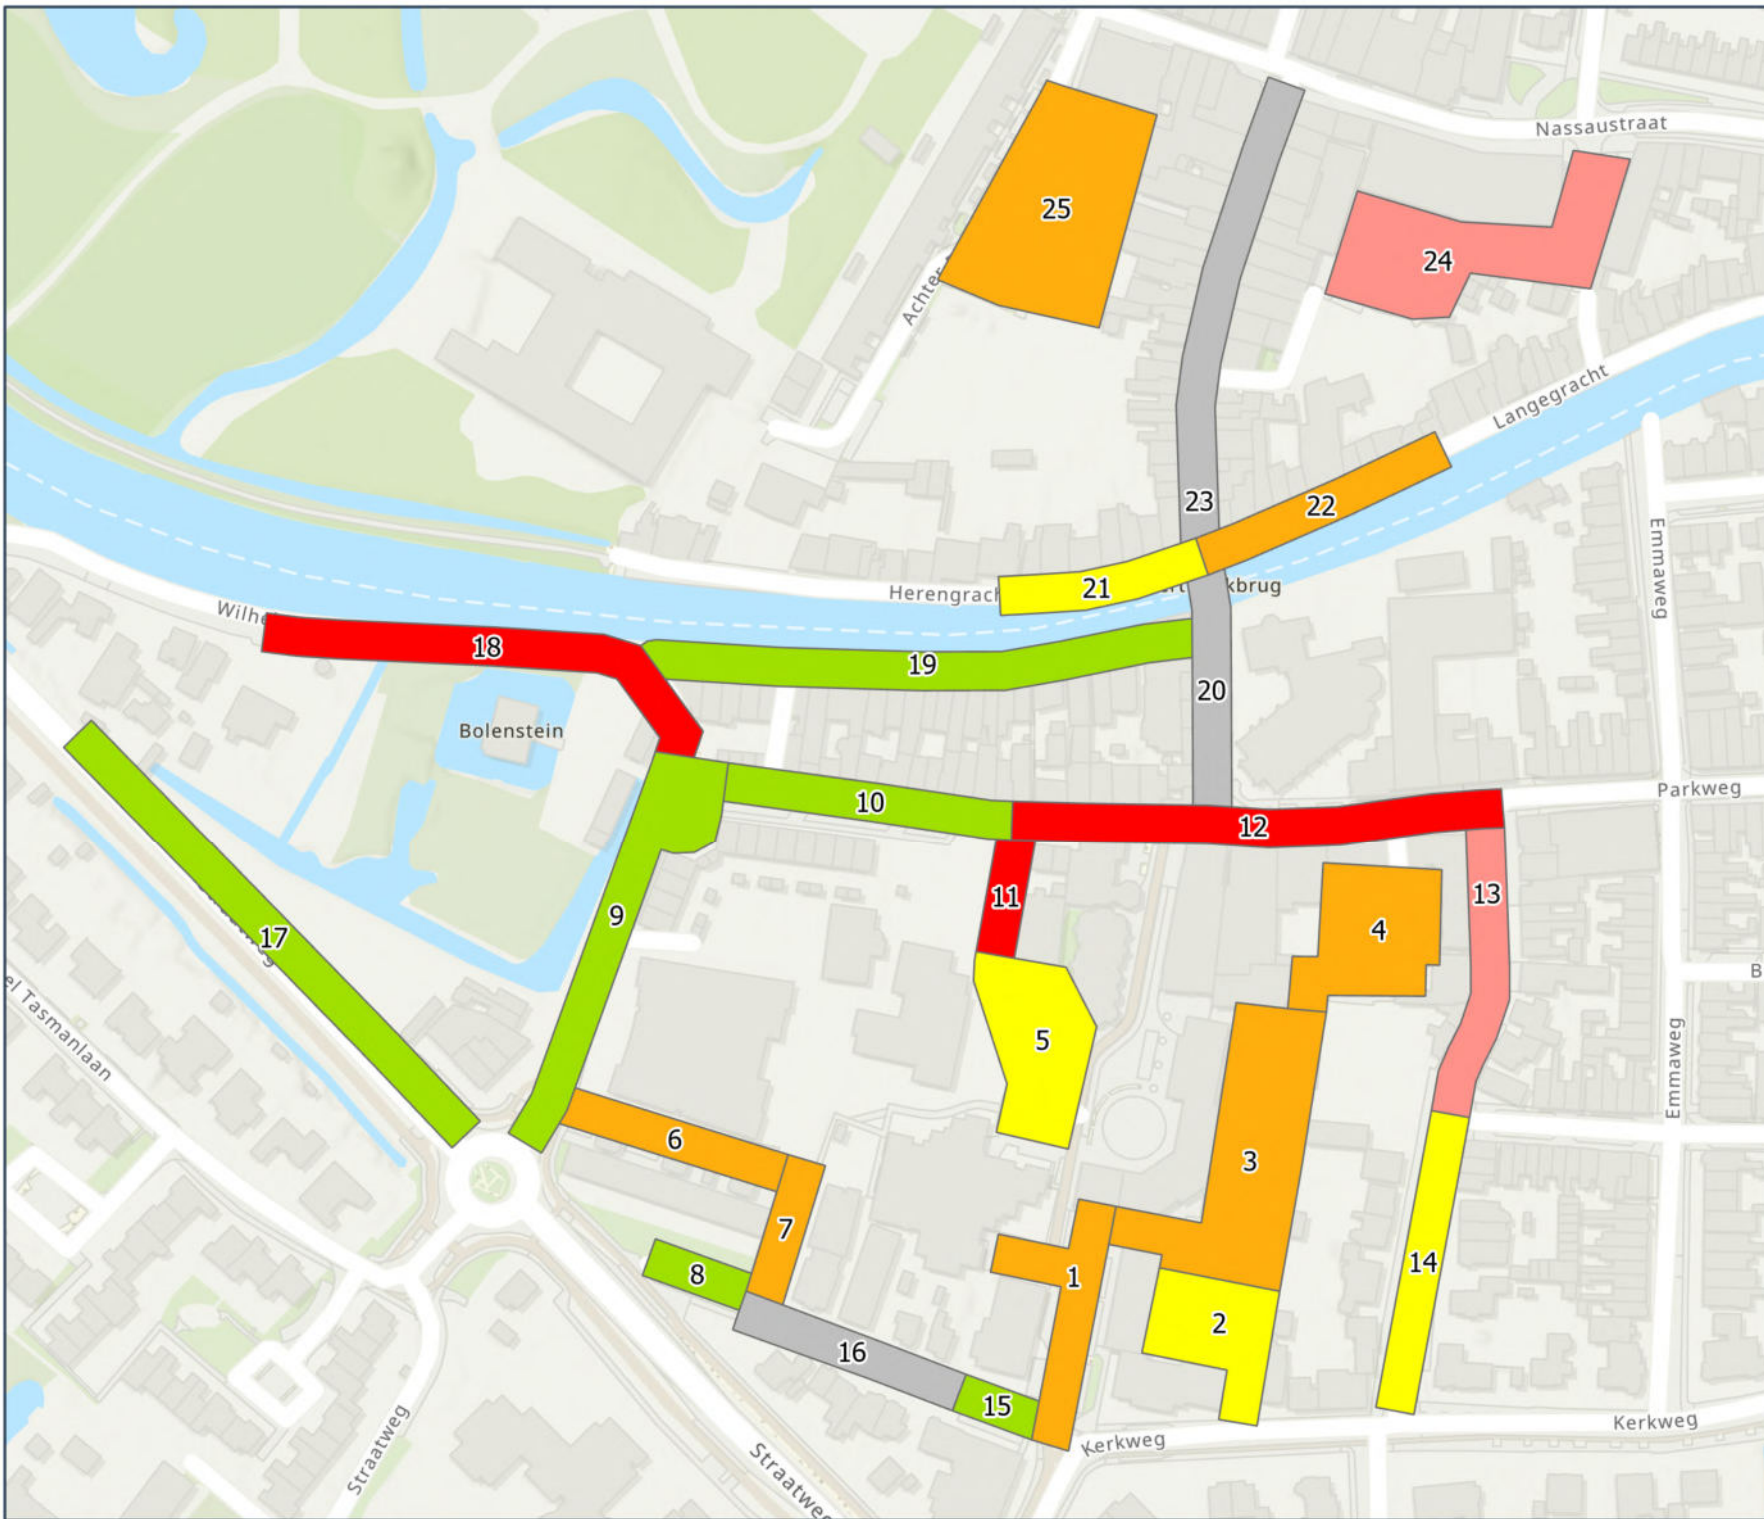 Nassaustraat
25
24
Achter
Langegracht
23
22
Emmaweg
Herengrach
21
kbrug
Wilhe
18
19
20
Bolenstein
Parkweg
10
12
11
13
9
4
17
el Tasmanlaan
5
B
Emmaweg
6
3
7
8
1
14
2
16
15
Straatweg
Kerkweg
Kerkweg
Straatweg